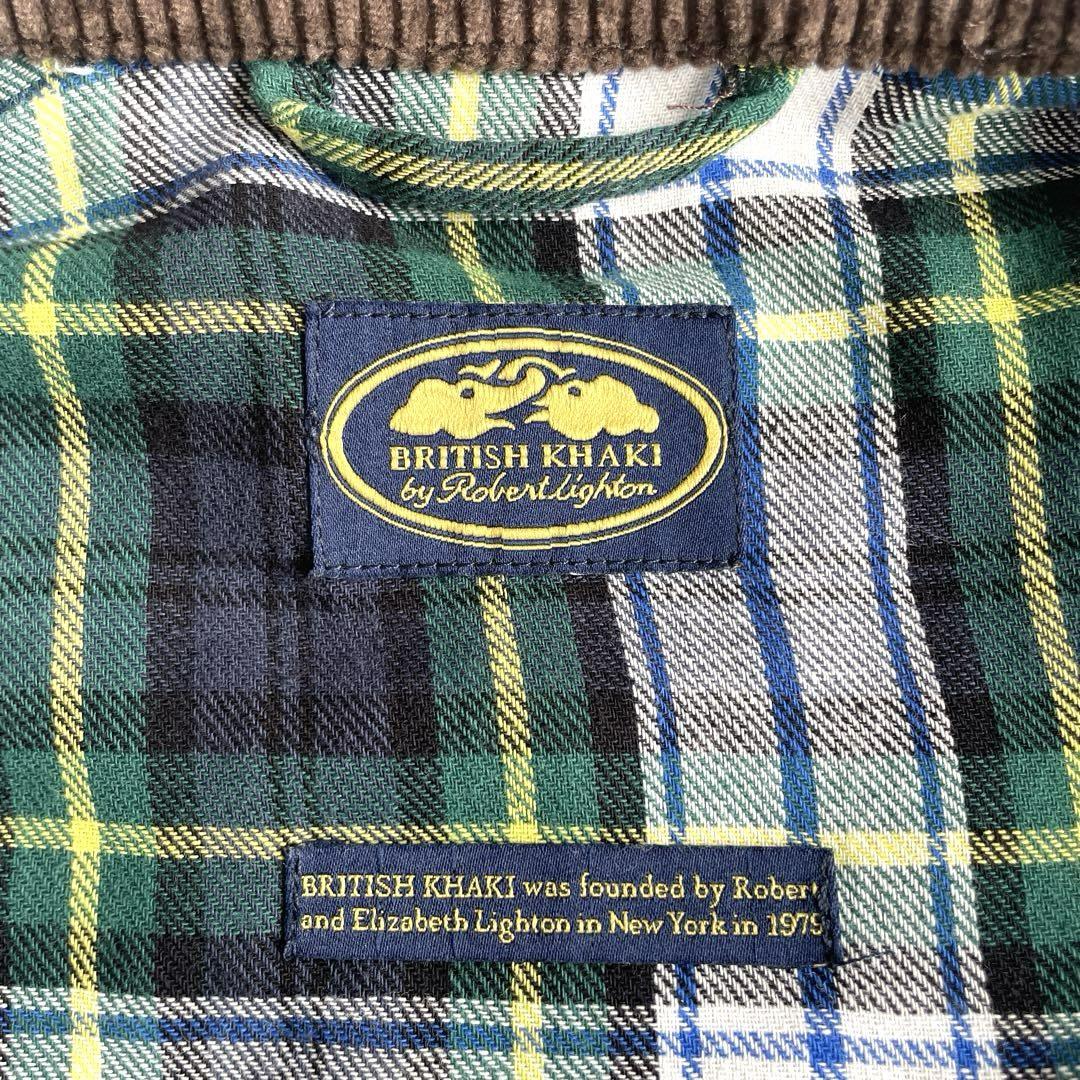 BRITISH KHAKI
by Robert Lighton
BRITISH KHAKI was founded by Robert
and Elizabeth Lighton in New York in 1979